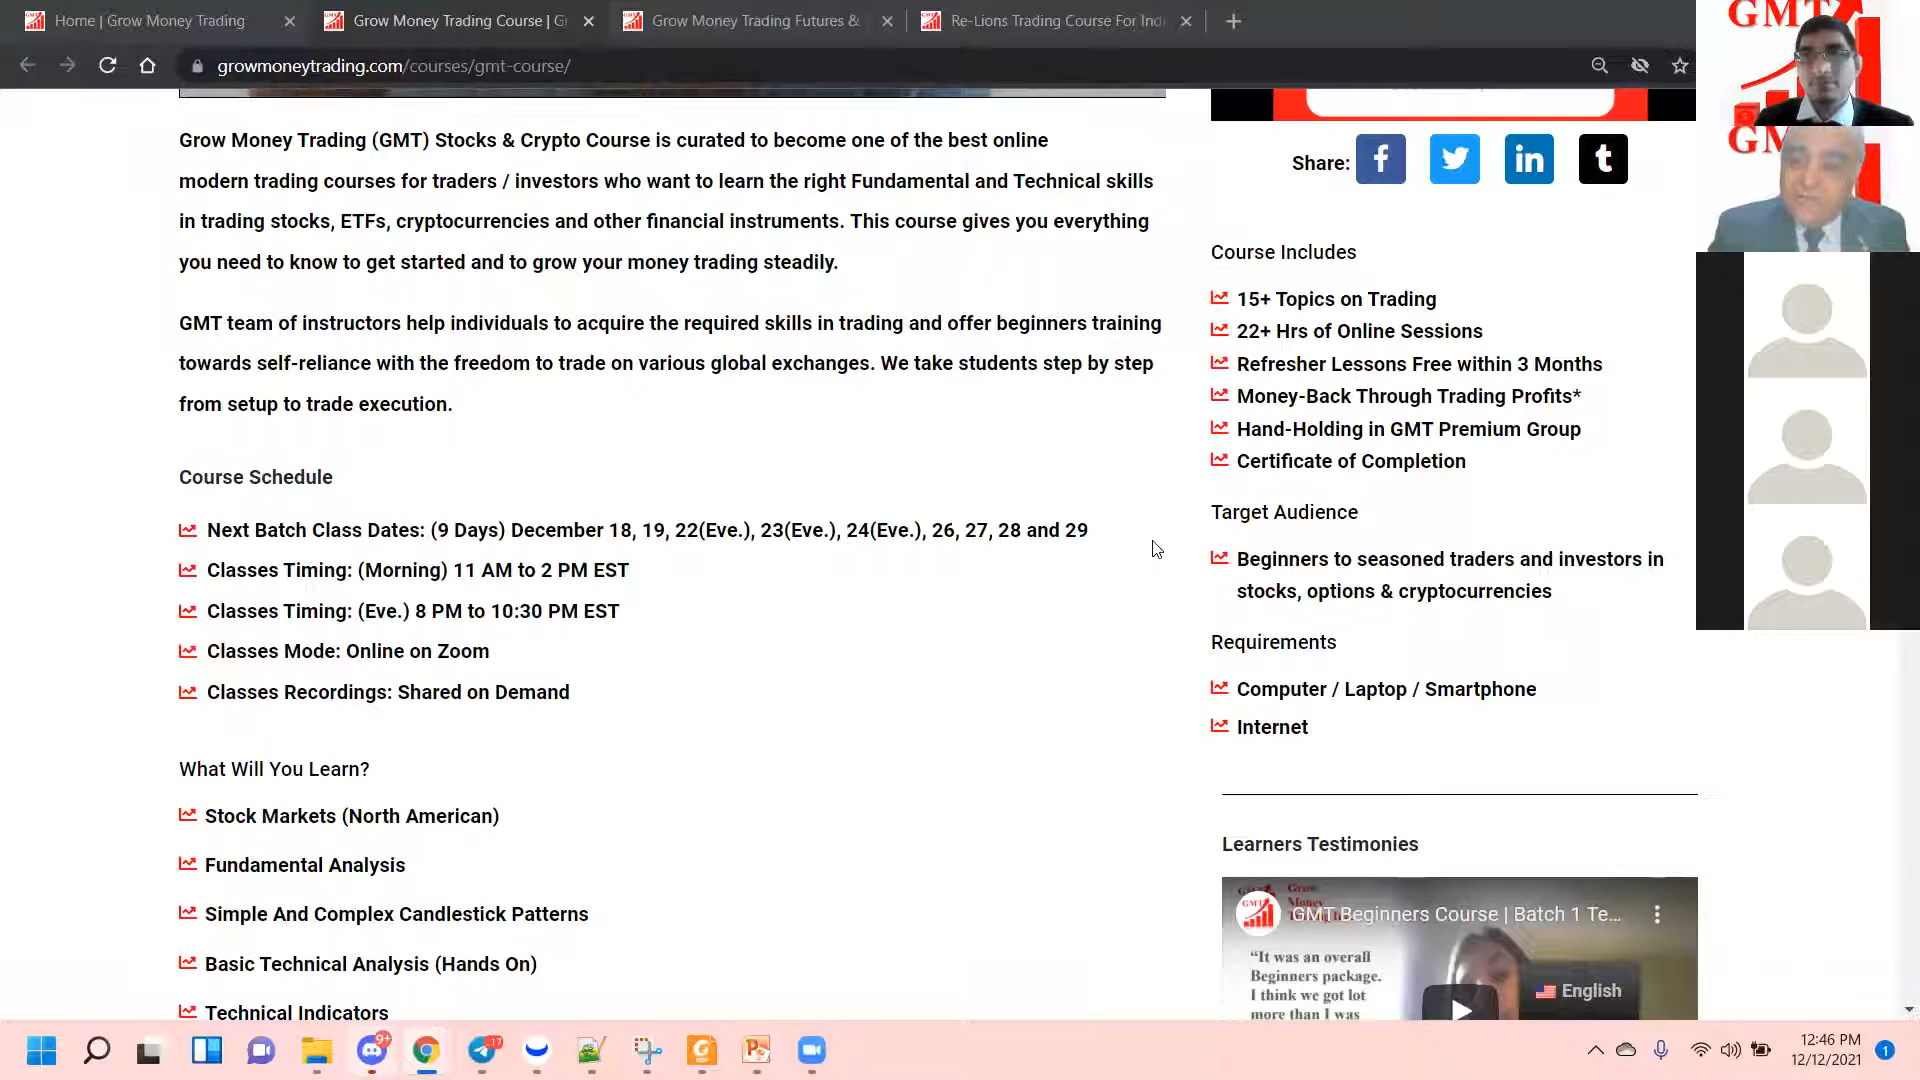 Home | Grow Money Trading
Grow Money Trading Course | G
Grow Money Trading Futures &
Re-Lions Trading Course For Indi
growmoneytrading.com/courses/gmt-course/
GMT
Grow Money Trading (GMT) Stocks & Crypto Course is curated to become one of the best online
modern trading courses for traders / investors who want to learn the right Fundamental and Technical skills
in trading stocks, ETFs, cryptocurrencies and other financial instruments. This course gives you everything
you need to know to get started and to grow your money trading steadily.
GMT team of instructors help individuals to acquire the required skills in trading and offer beginners training
towards self-reliance with the freedom to trade on various global exchanges. We take students step by step
from setup to trade execution.
Course Schedule
Next Batch Class Dates: (9 Days) December 18, 19, 22(Eve.), 23(Eve.), 24(Eve.), 26, 27, 28 and 29
Classes Timing: (Morning) 11 AM to 2 PM EST
Classes Timing: (Eve.) 8 PM to 10:30 PM EST
Classes Mode: Online on Zoom
Classes Recordings: Shared on Demand
What Will You Learn?
Stock Markets (North American)
Fundamental Analysis
Simple And Complex Candlestick Patterns
Basic Technical Analysis (Hands On)
Technical Indicators
Share:
Course Includes
15+ Topics on Trading
22+ Hrs of Online Sessions
Refresher Lessons Free within 3 Months
Money-Back Through Trading Profits*
Hand-Holding in GMT Premium Group
Certificate of Completion
Target Audience
Beginners to seasoned traders and investors in
stocks, options & cryptocurrencies
Requirements
Computer / Laptop / Smartphone
Internet
Learners Testimonies
GMT Beginners Course | Batch 1 Te...
Grow
Money
"It was an overall
Beginners package.
I think we got lot
more than I was
English
9+
17
12:46 PM
12/12/2021
1